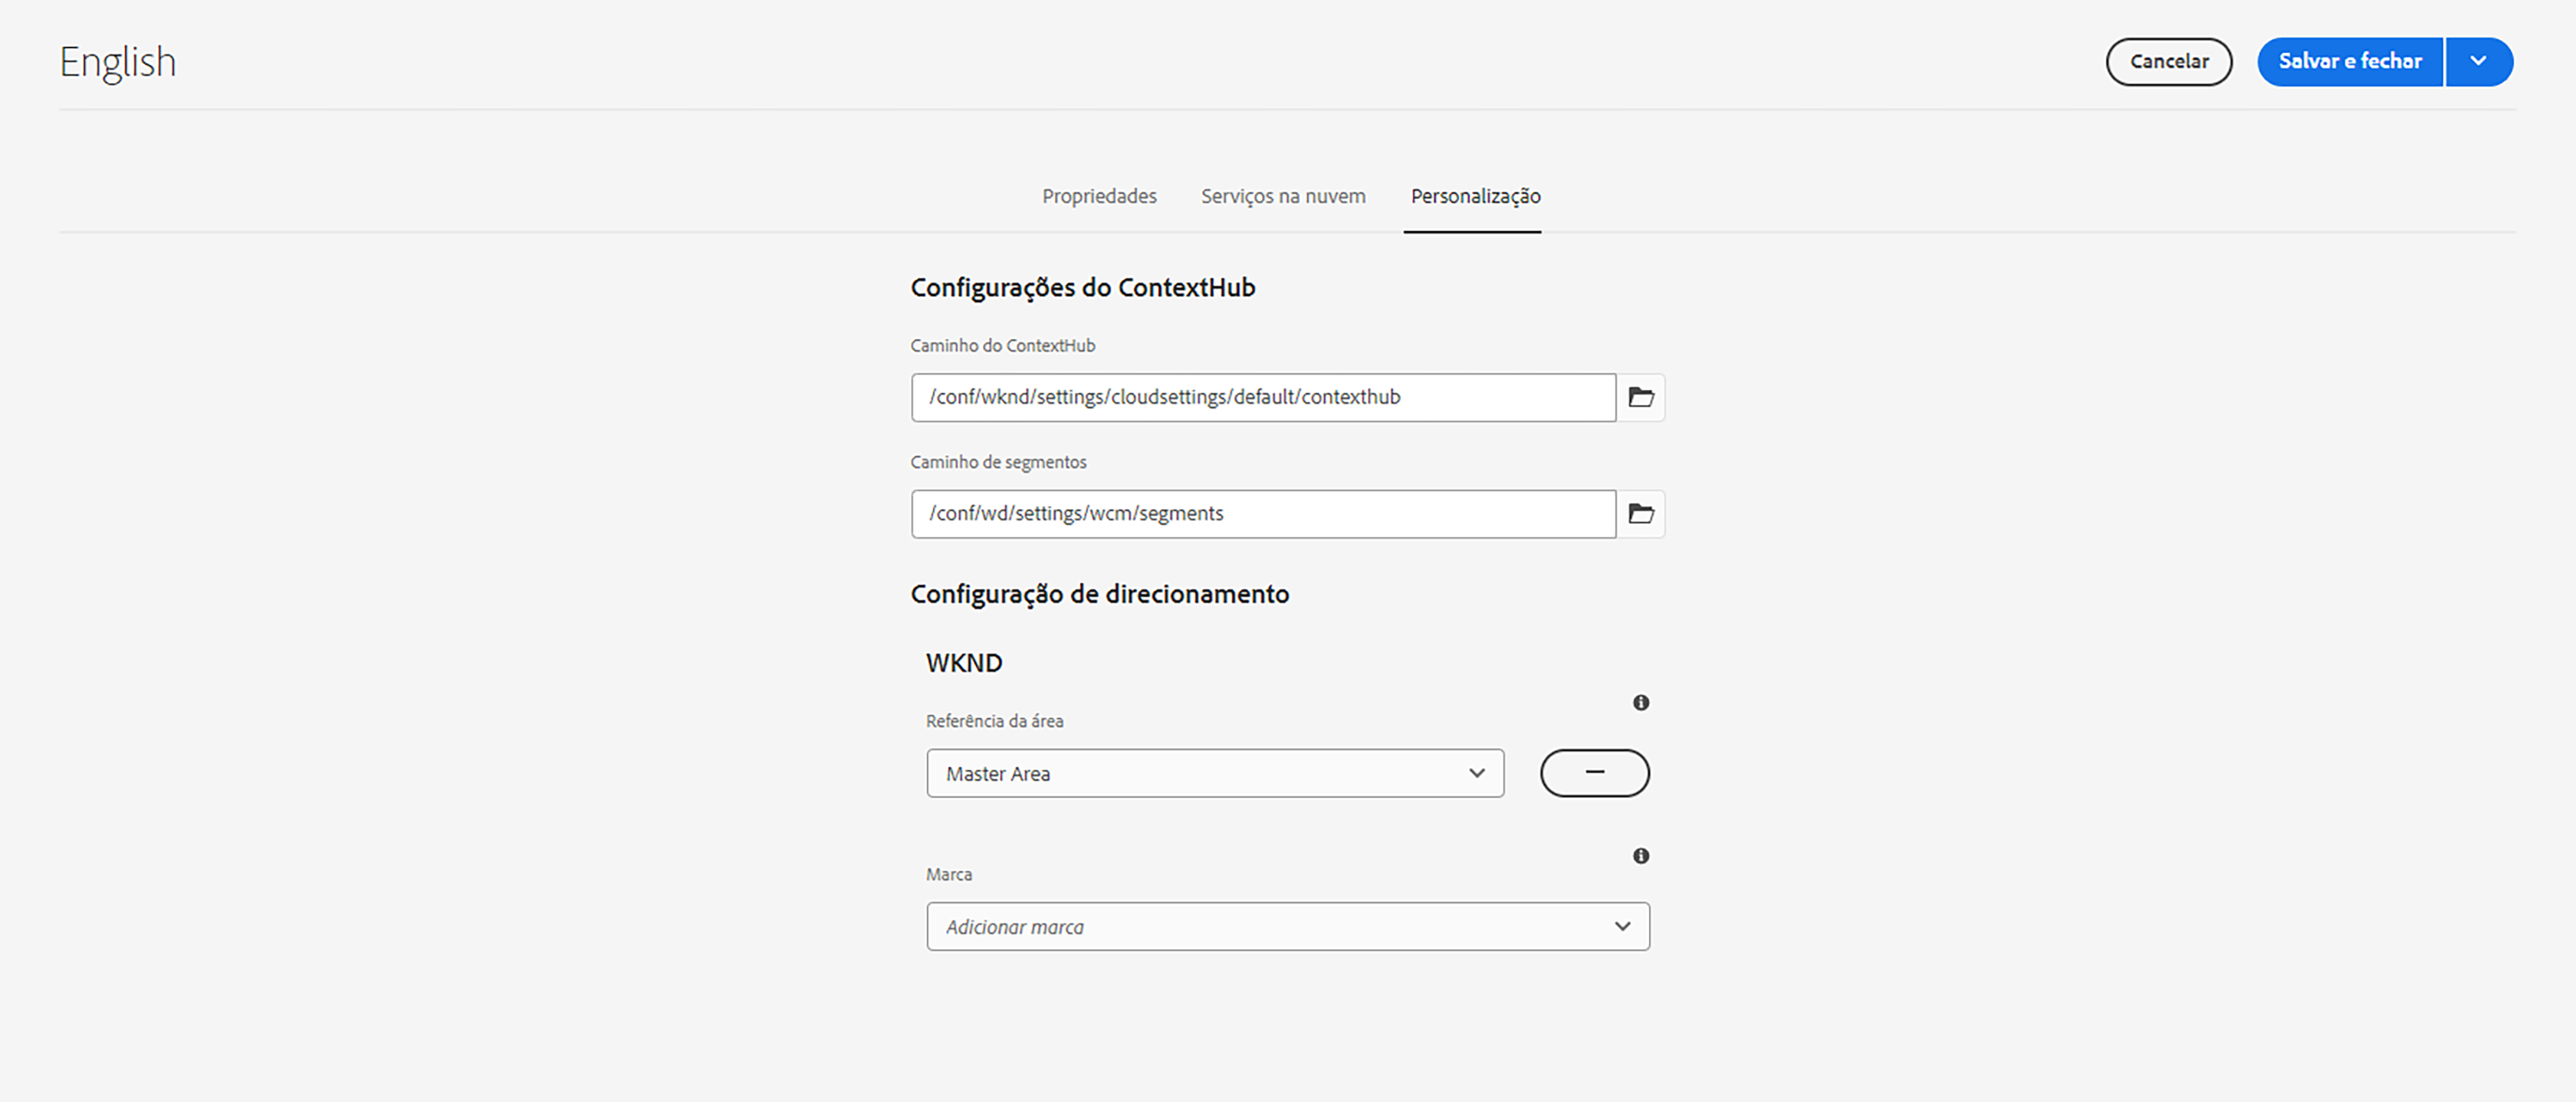 English
Cancelar
Salvar e fechar
Propriedades
Serviços na nuvem
Personalização
Configurações do ContextHub
Caminho do ContextHub
/conf/wknd/settings/cloudsettings/default/contexthub
Caminho de segmentos
/conf/wd/settings/wcm/segments
Configuração de direcionamento
WKND
Referência da área
Master Area
Marca
Adicionar marca